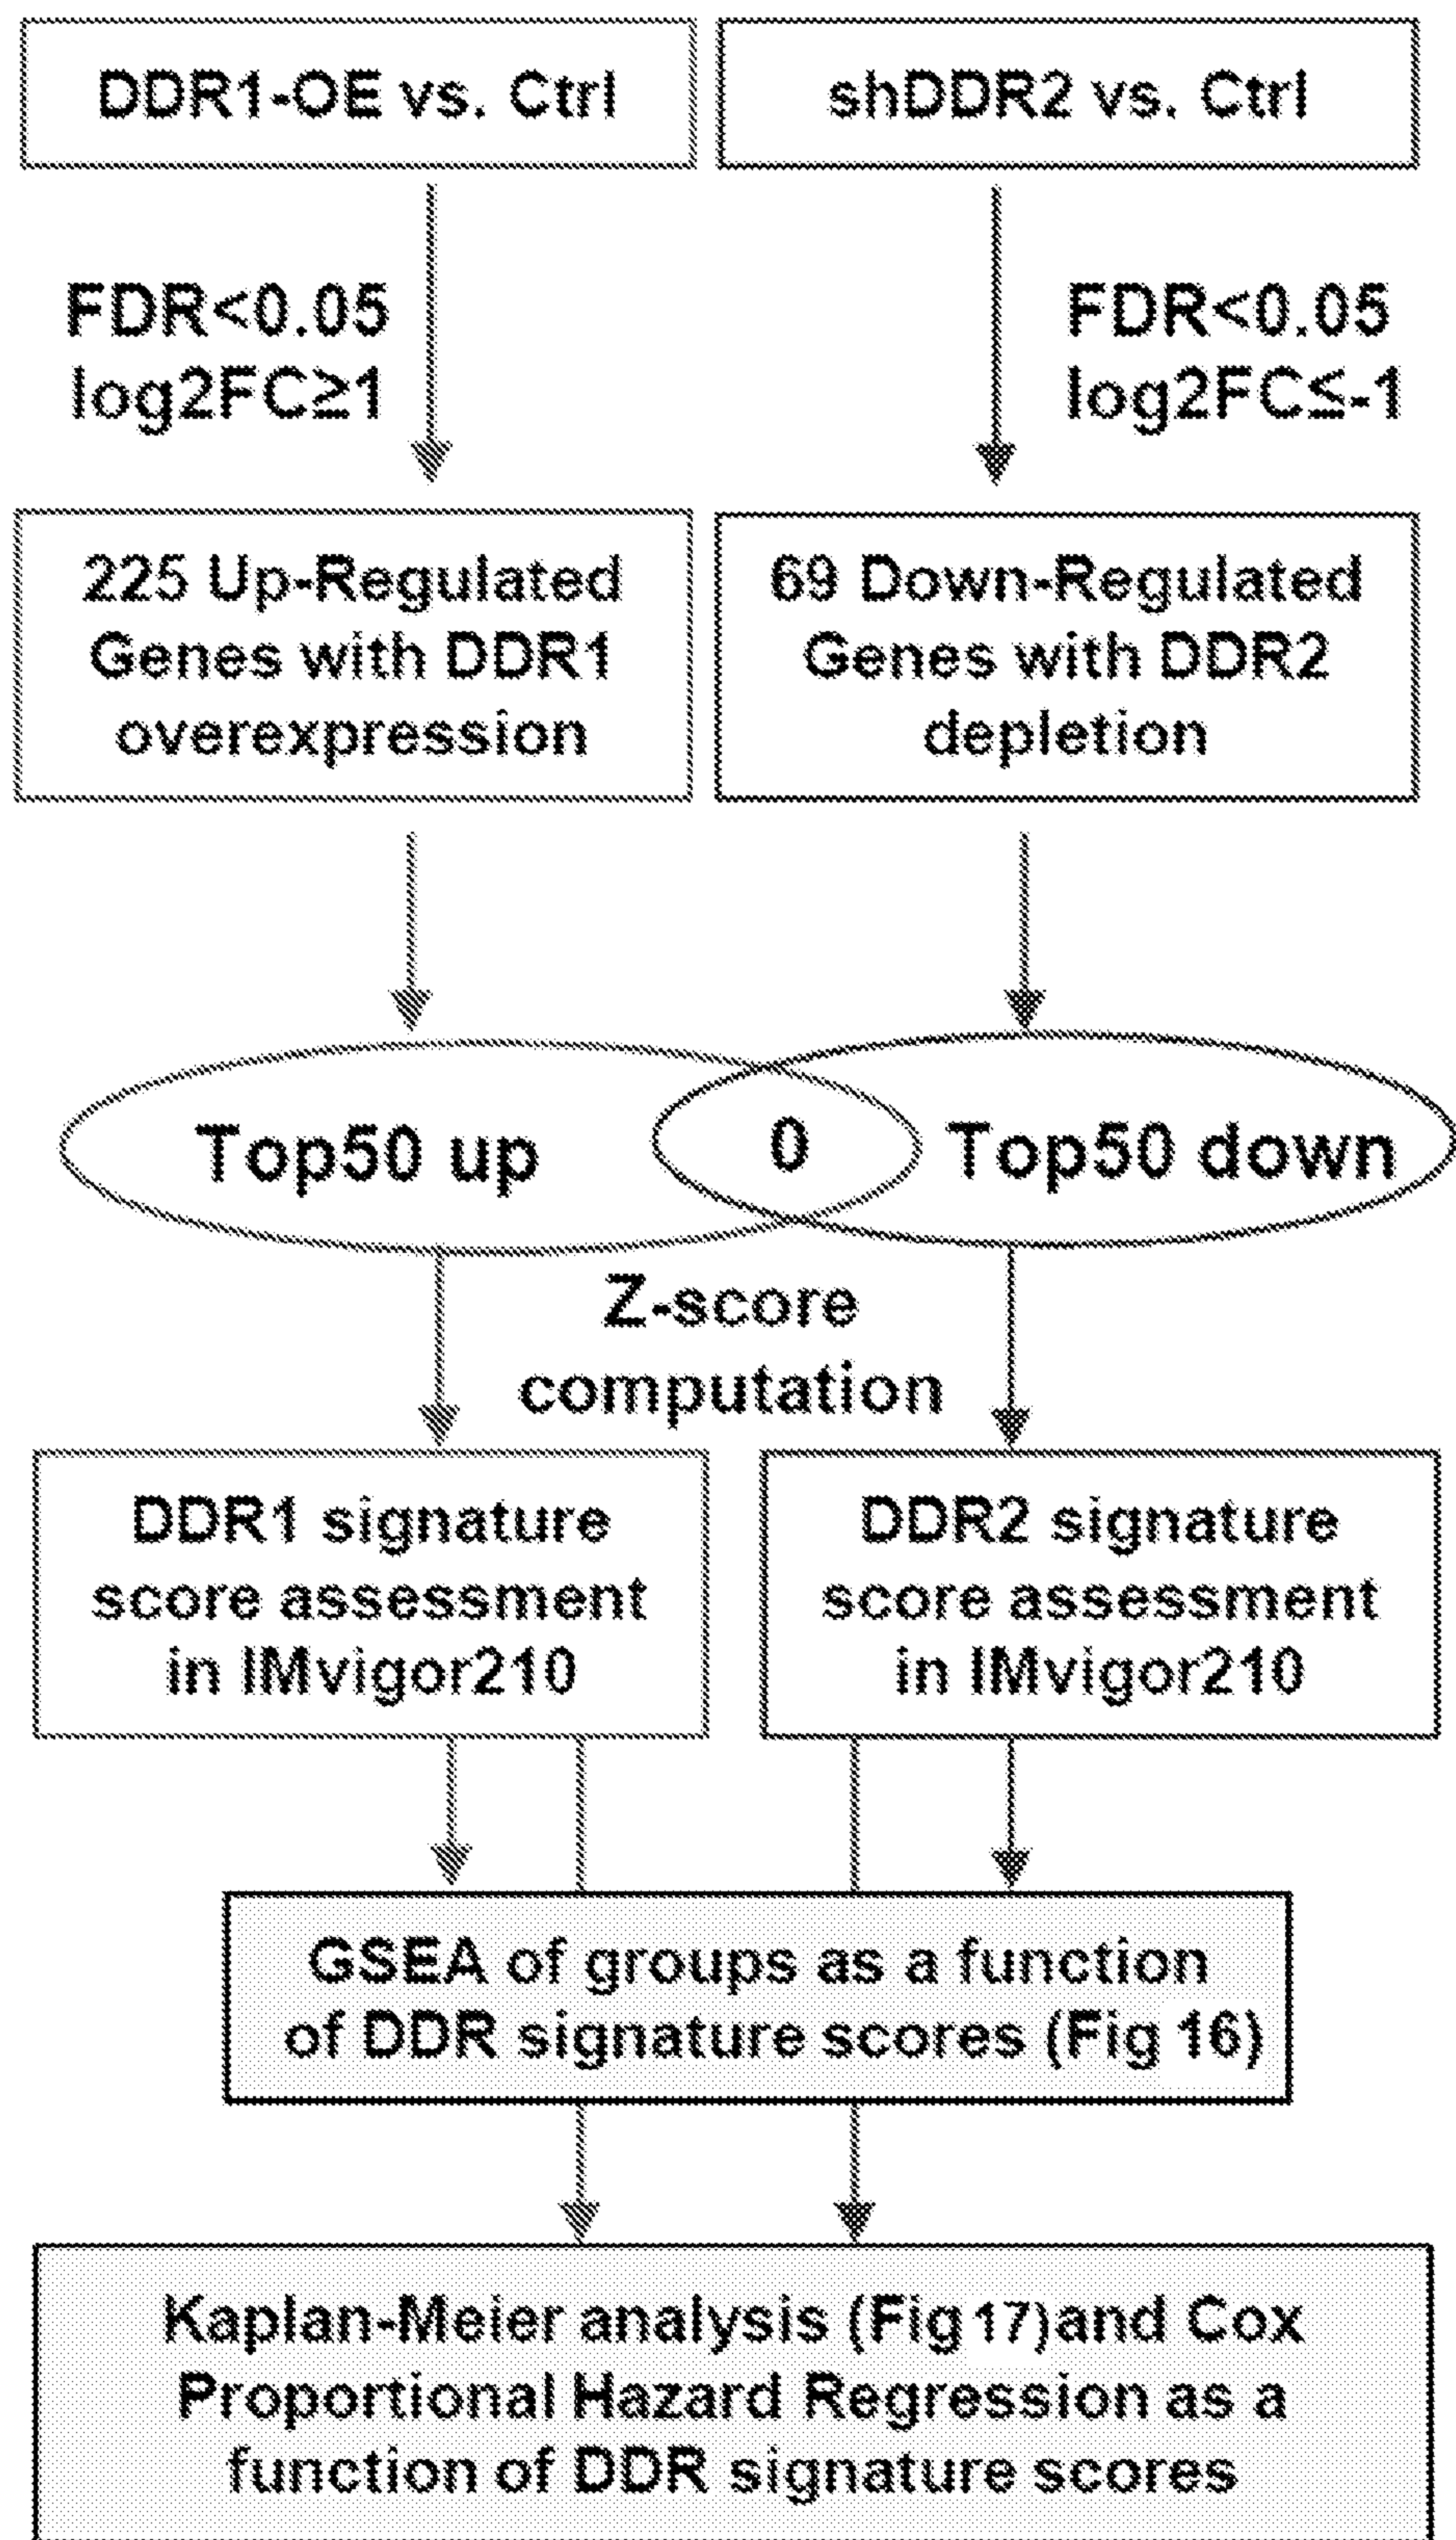 DDR1-OE vs. Ctrl
shDDR2 vs. Ctrl
FDR<0.05
log2FC≥1
FDR<0.05
log2FC≤-1
225 Up-Regulated
Genes with DDR1
overexpression
69 Down-Regulated
Genes with DDR2
depletion
Top50 up
0
Top50 down
Z-score
computation
DDR1 signature
score assessment
in IMvigor210
DDR2 signature
score assessment
in IMvigor210
GSEA of groups as a function
of DDR signature scores (Fig 16)
Kaplan-Meier analysis (Fig 17)and Cox
Proportional Hazard Regression as a
function of DDR signature scores